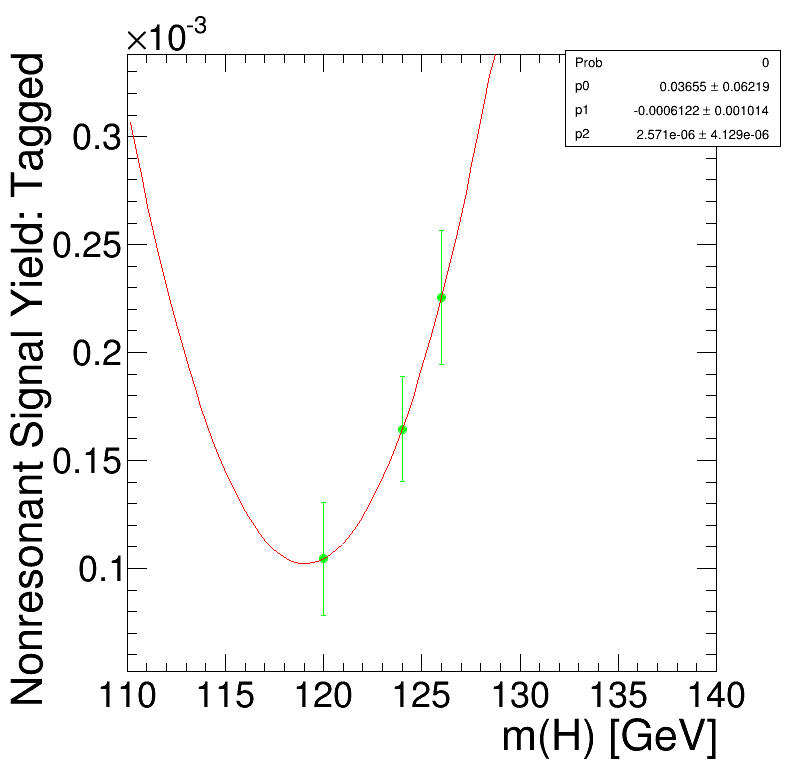 ×10-3
Prob 0
p0 0.03655 ± 0.06219
p1 -0.0006122 ± 0.001014
p2 2.571e-06 ± 4.129e-06
Nonresonant Signal Yield: Tagged
0.3
0.25
0.2
0.15
0.1
110 115 120 125 130 135 140
m(H) [GeV]